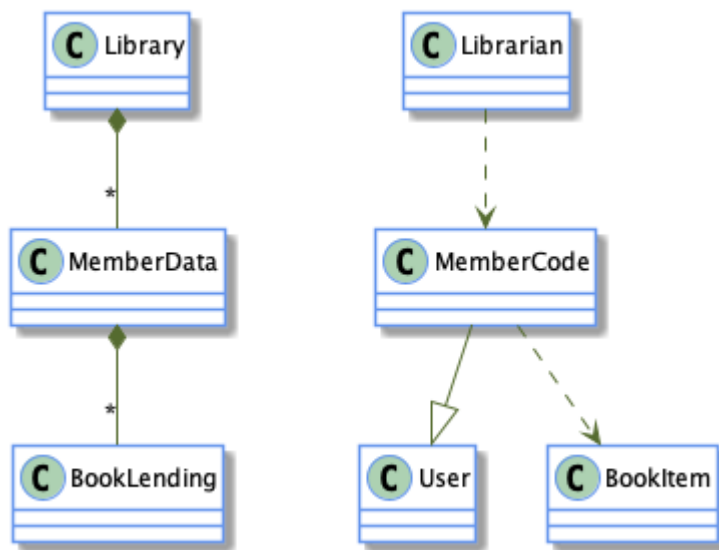 C Library
C Librarian
*
C MemberData
C MemberCode
*
C BookLending
C User
C BookItem